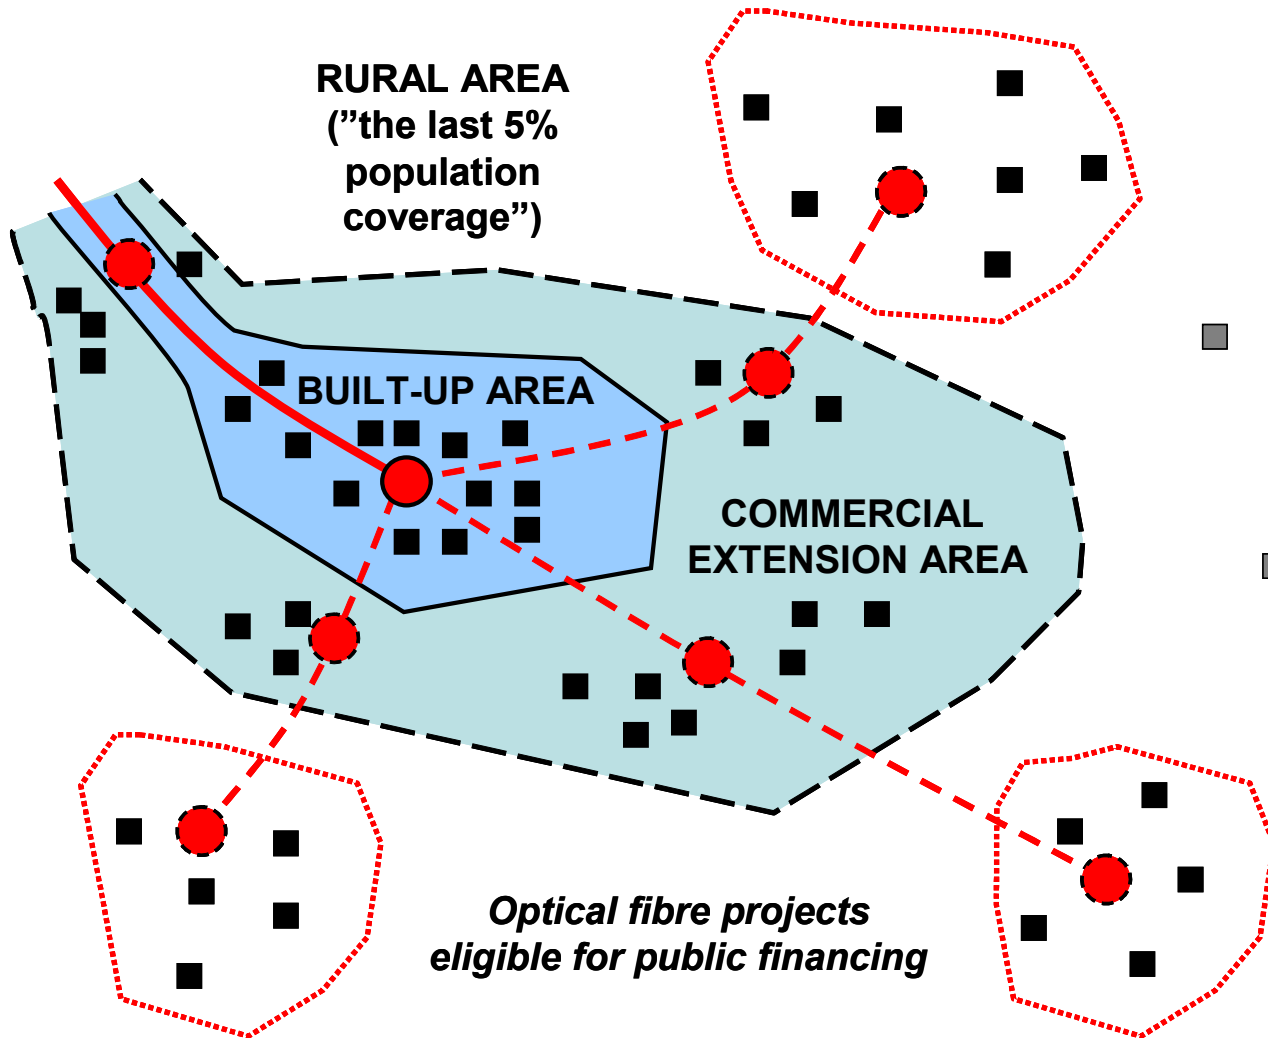 RURAL AREA
(”the last 5%
population
coverage”)
BUILT-UP AREA
COMMERCIAL
EXTENSION AREA
Optical fibre projects
eligible for public financing